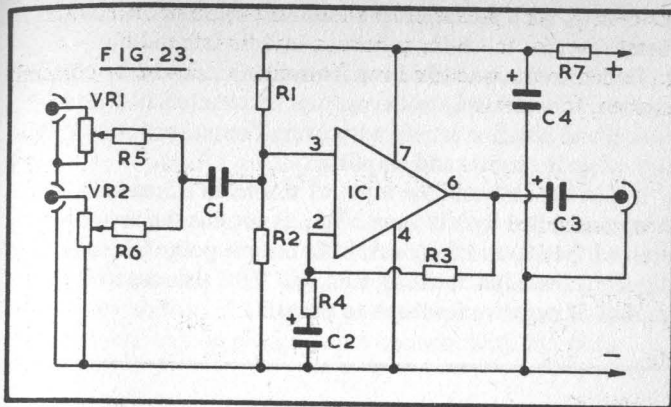 FIG.23.
VR1
R5
VR2
R6
C1
R1
R2
3
2
IC1
7
6
4
R4
C2
R3
C4
R7
+
C3
+
+
+
−